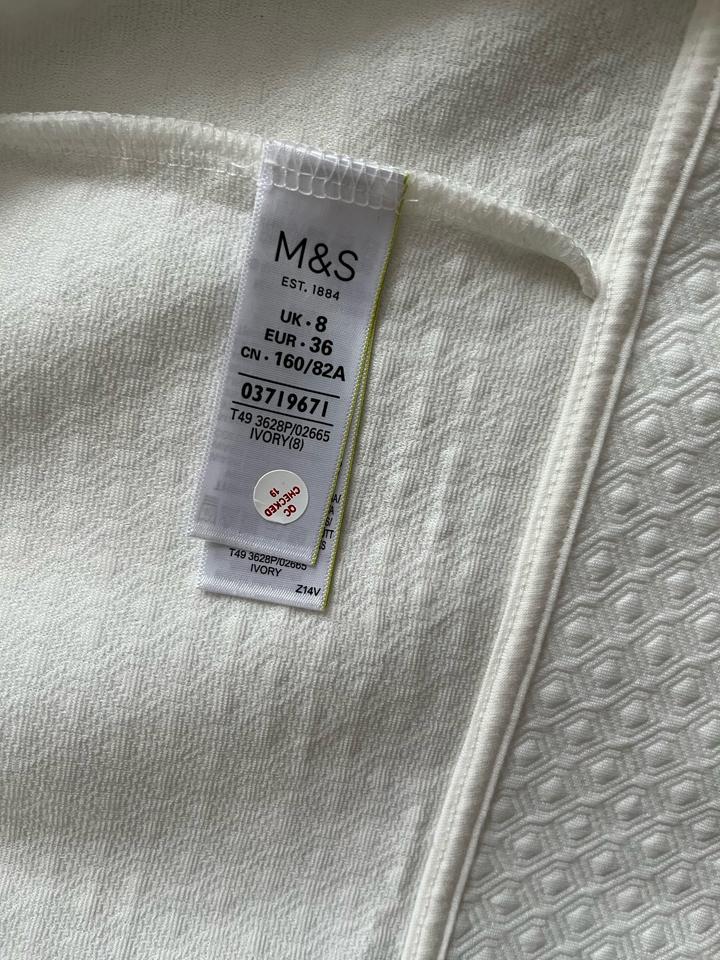 M&S
EST. 1884
UK • 8
EUR • 36
CN • 160/82A
03719671
T49 3628P/02665
IVORY(8)
QC
CHECKED
19
A/
A
S/
ITT
S
T49 3628P/02665
IVORY
Z14V